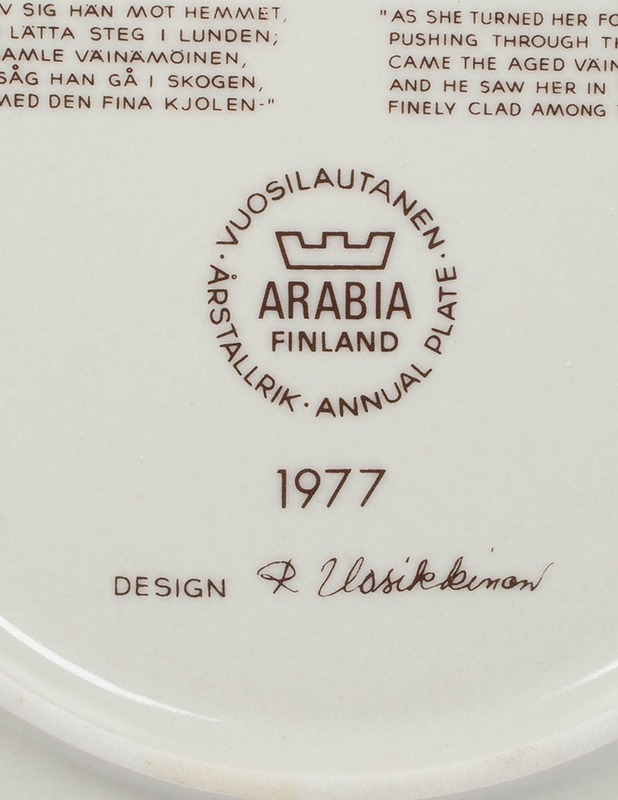 V SIG HÄN MOT HEMMET,
LÄTTA STEG I LUNDEN;
AMLE VÄINÄMÖINEN,
SÅG HAN GÅ I SKOGEN,
MED DEN FINA KJOLEN-"
"AS SHE TURNED HER FO
PUSHING THROUGH TH
CAME THE AGED VÄIN
AND HE SAW HER IN
FINELY CLAD AMONG
· VUOSILAUTANEN ·
ÅRSTALLRIK · ANNUAL PLATE
ARABIA
FINLAND
1977
DESIGN R Uosikkinen